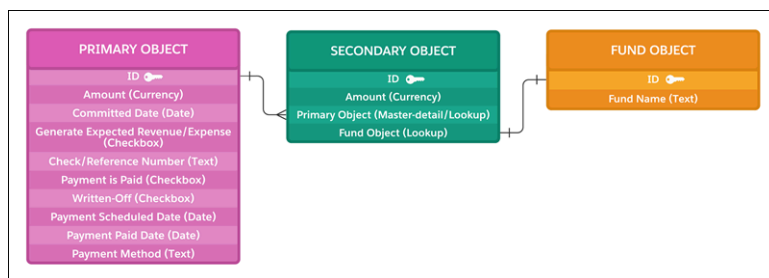 PRIMARY OBJECT
ID
Amount (Currency)
Committed Date (Date)
Generate Expected Revenue/Expense
(Checkbox)
Check/Reference Number (Text)
Payment is Paid (Checkbox)
Written-Off (Checkbox)
Payment Scheduled Date (Date)
Payment Paid Date (Date)
Payment Method (Text)
SECONDARY OBJECT
ID
Amount (Currency)
Primary Object (Master-detail/Lookup)
Fund Object (Lookup)
FUND OBJECT
ID
Fund Name (Text)